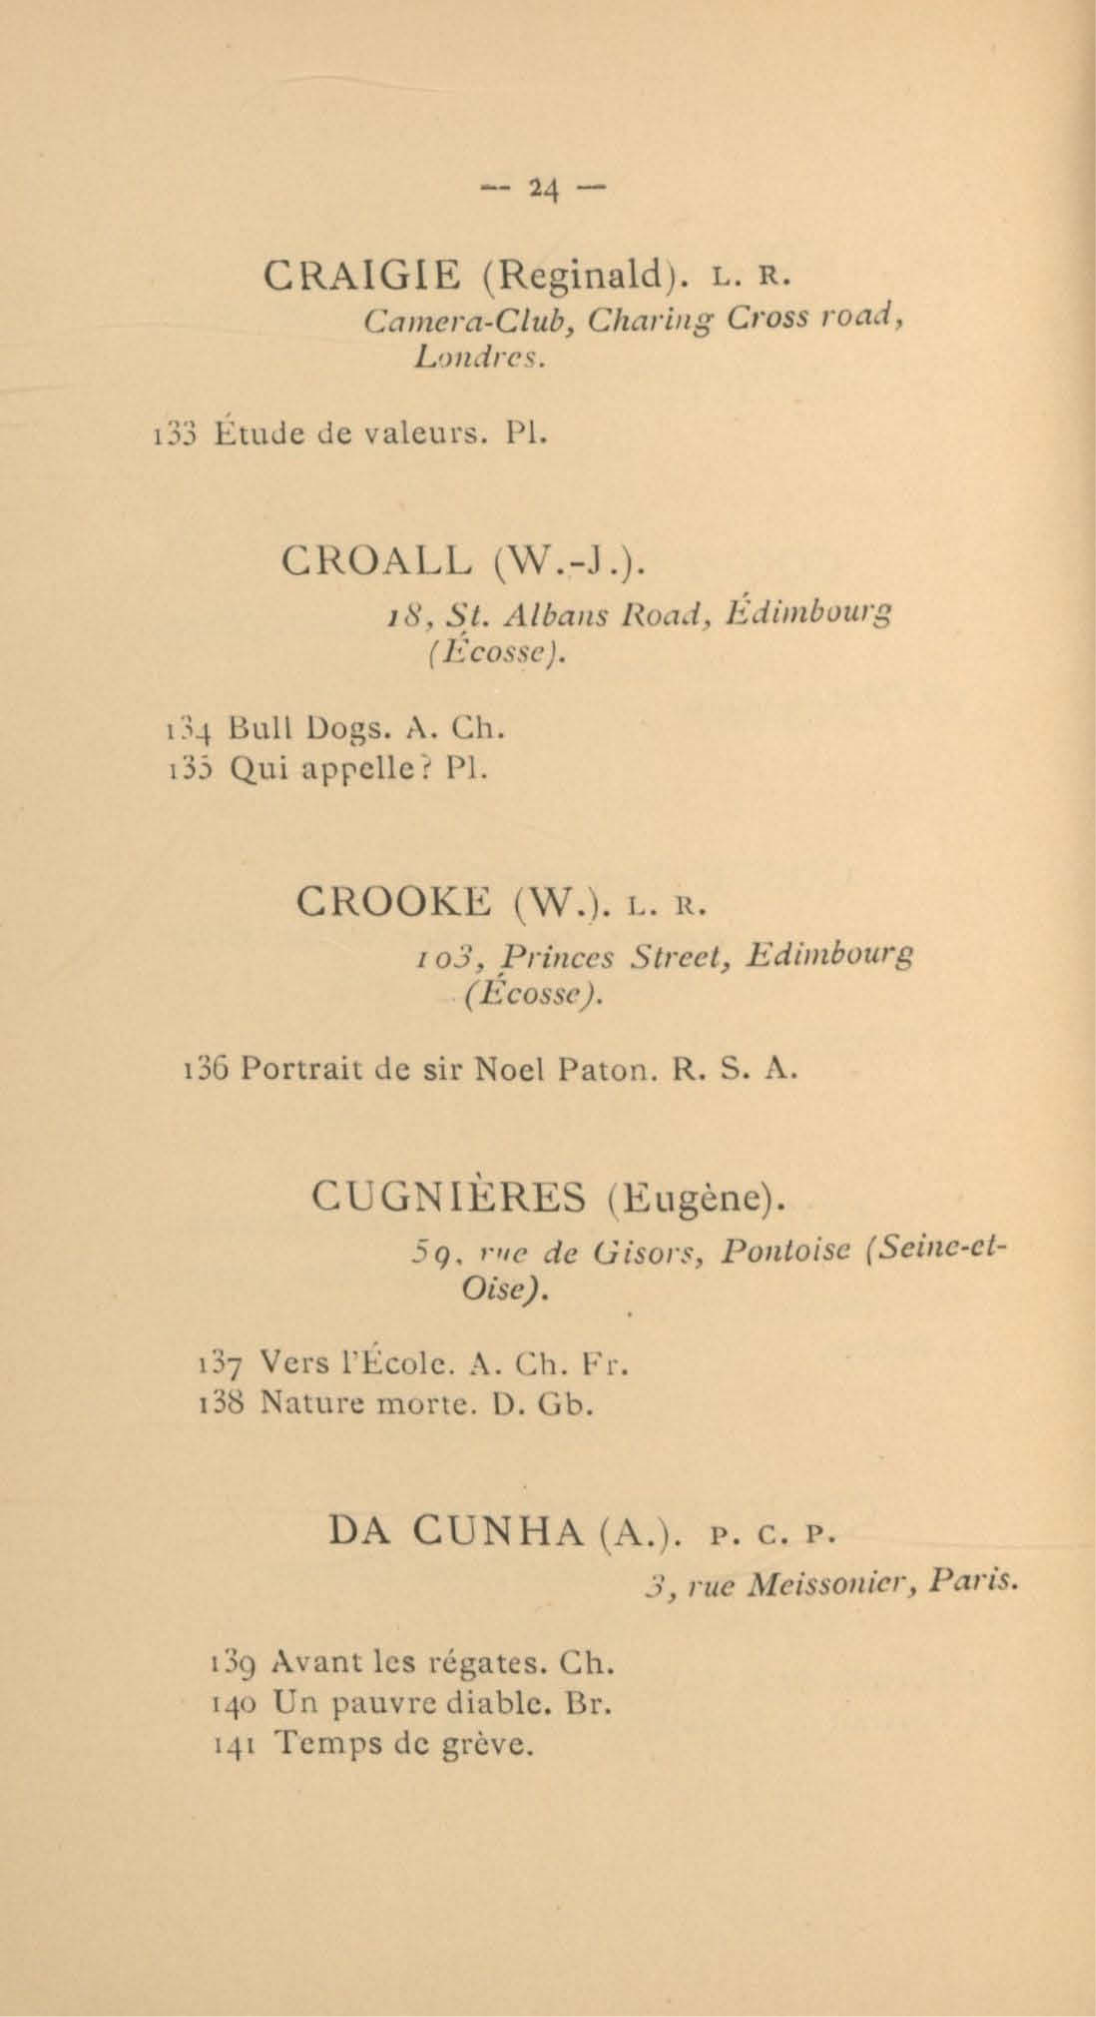 — 24 —
CRAIGIE (Reginald). L. R.
Camera-Club, Charing Cross road,
Londres.
133 Étude de valeurs. Pl.
CROALL (W.-J.).
18, St. Albans Road, Édimbourg
(Écosse).
134 Bull Dogs. A. Ch.
135 Qui appelle? Pl.
CROOKE (W.). L. R.
103, Princes Street, Edimbourg
(Écosse).
136 Portrait de sir Noel Paton. R. S. A.
CUGNIÈRES (Eugène).
59, rue de Gisors, Pontoise (Seine-et-
Oise).
137 Vers l'École. A. Ch. Fr.
138 Nature morte. D. Gb.
DA CUNHA (A.). P. C. P.
3, rue Meissonier, Paris.
139 Avant les régates. Ch.
140 Un pauvre diable. Br.
141 Temps de grève.